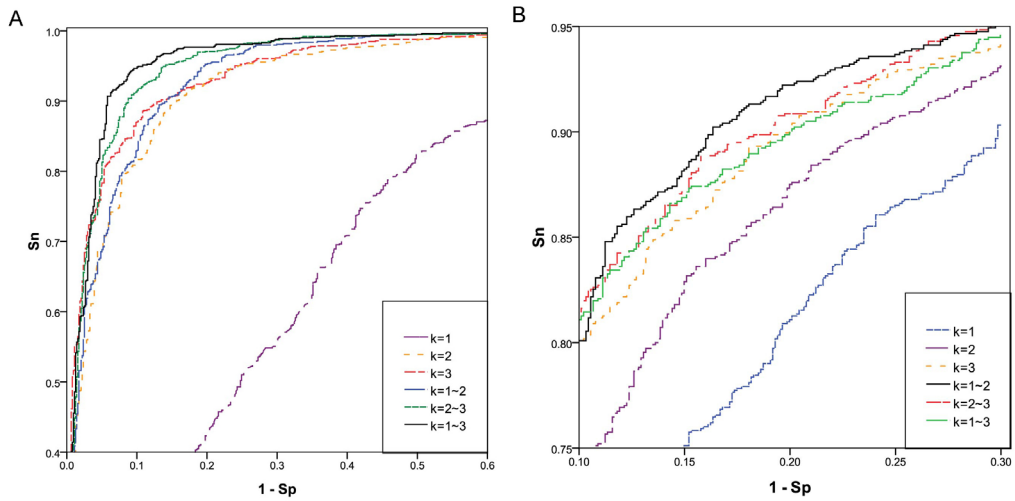 A
1.0
0.9
0.8
0.7
0.6
0.5
0.4
Sn
0.0
0.1
0.2
0.3
0.4
0.5
0.6
1 - Sp
k=1
k=2
k=3
k=1~2
k=2~3
k=1~3
B
0.95
0.90
0.85
0.80
0.75
Sn
0.10
0.15
0.20
0.25
0.30
1 - Sp
k=1
k=2
k=3
k=1~2
k=2~3
k=1~3